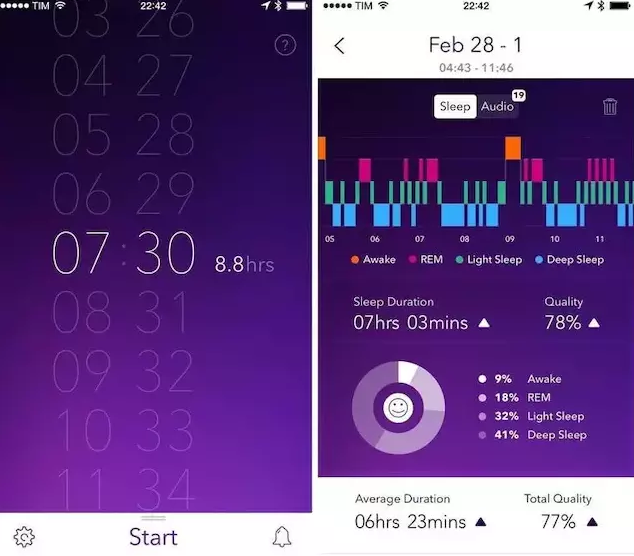 TIM 22:42
03 26
04 27
05 28
06 29
07:30 8.8hrs
08 31
09 32
10 33
11 34
Start
?
TIM 22:42
Feb 28 - 1
04:43 - 11:46
Sleep Audio 19
05 06 07 08 09 10 11
Awake REM Light Sleep Deep Sleep
Sleep Duration Quality
07hrs 03mins 78%
9% Awake
18% REM
32% Light Sleep
41% Deep Sleep
Average Duration Total Quality
06hrs 23mins 77%